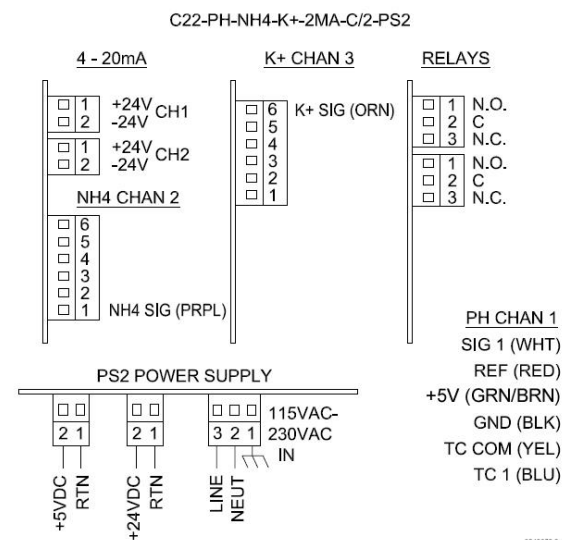 C22-PH-NH4-K+-2MA-C/2-PS2
4 - 20mA
1 +24V CH1
2 -24V
1 +24V CH2
2 -24V
NH4 CHAN 2
6
5
4
3
2
1 NH4 SIG (PRPL)
K+ CHAN 3
6 K+ SIG (ORN)
5
4
3
2
1
RELAYS
1 N.O.
2 C
3 N.C.
1 N.O.
2 C
3 N.C.
PH CHAN 1
SIG 1 (WHT)
REF (RED)
+5V (GRN/BRN)
GND (BLK)
TC COM (YEL)
TC 1 (BLU)
PS2 POWER SUPPLY
2 1
+5VDC
RTN
2 1
+24VDC
RTN
3 2 1
LINE
NEUT
115VAC-
230VAC
IN